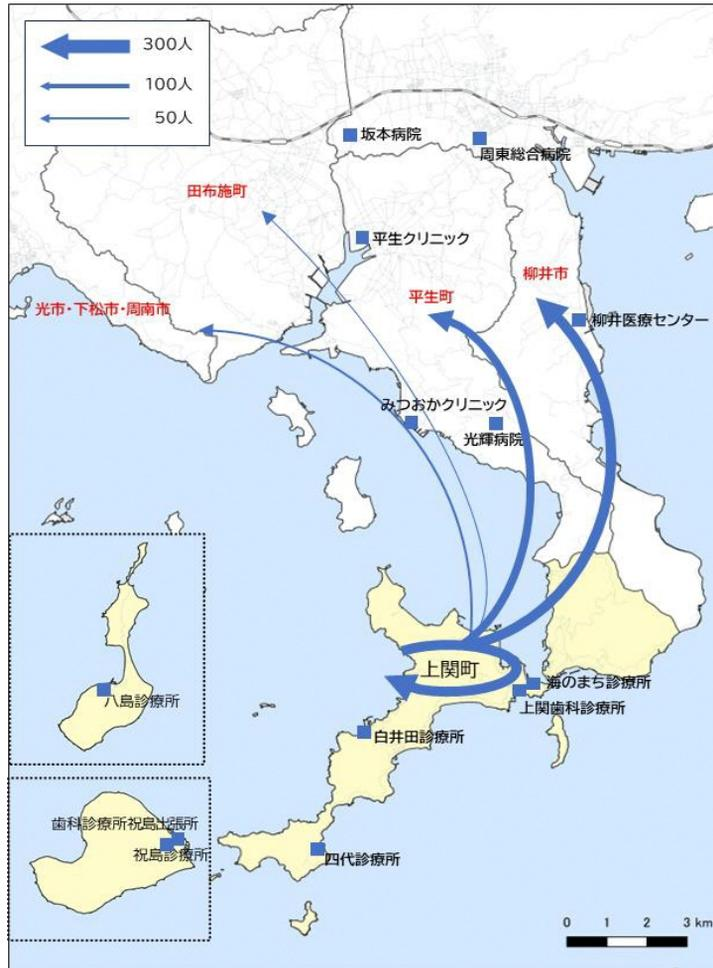 300人
100人
50人
坂本病院
周東総合病院
田布施町
平生クリニック
柳井市
平生町
光市・下松市・周南市
柳井医療センター
みつおかクリニック
光輝病院
上関町
海のまち診療所
八島診療所
上関歯科診療所
白井田診療所
歯科診療所祝島出張所
祝島診療所
四代診療所
0 1 2 3 km